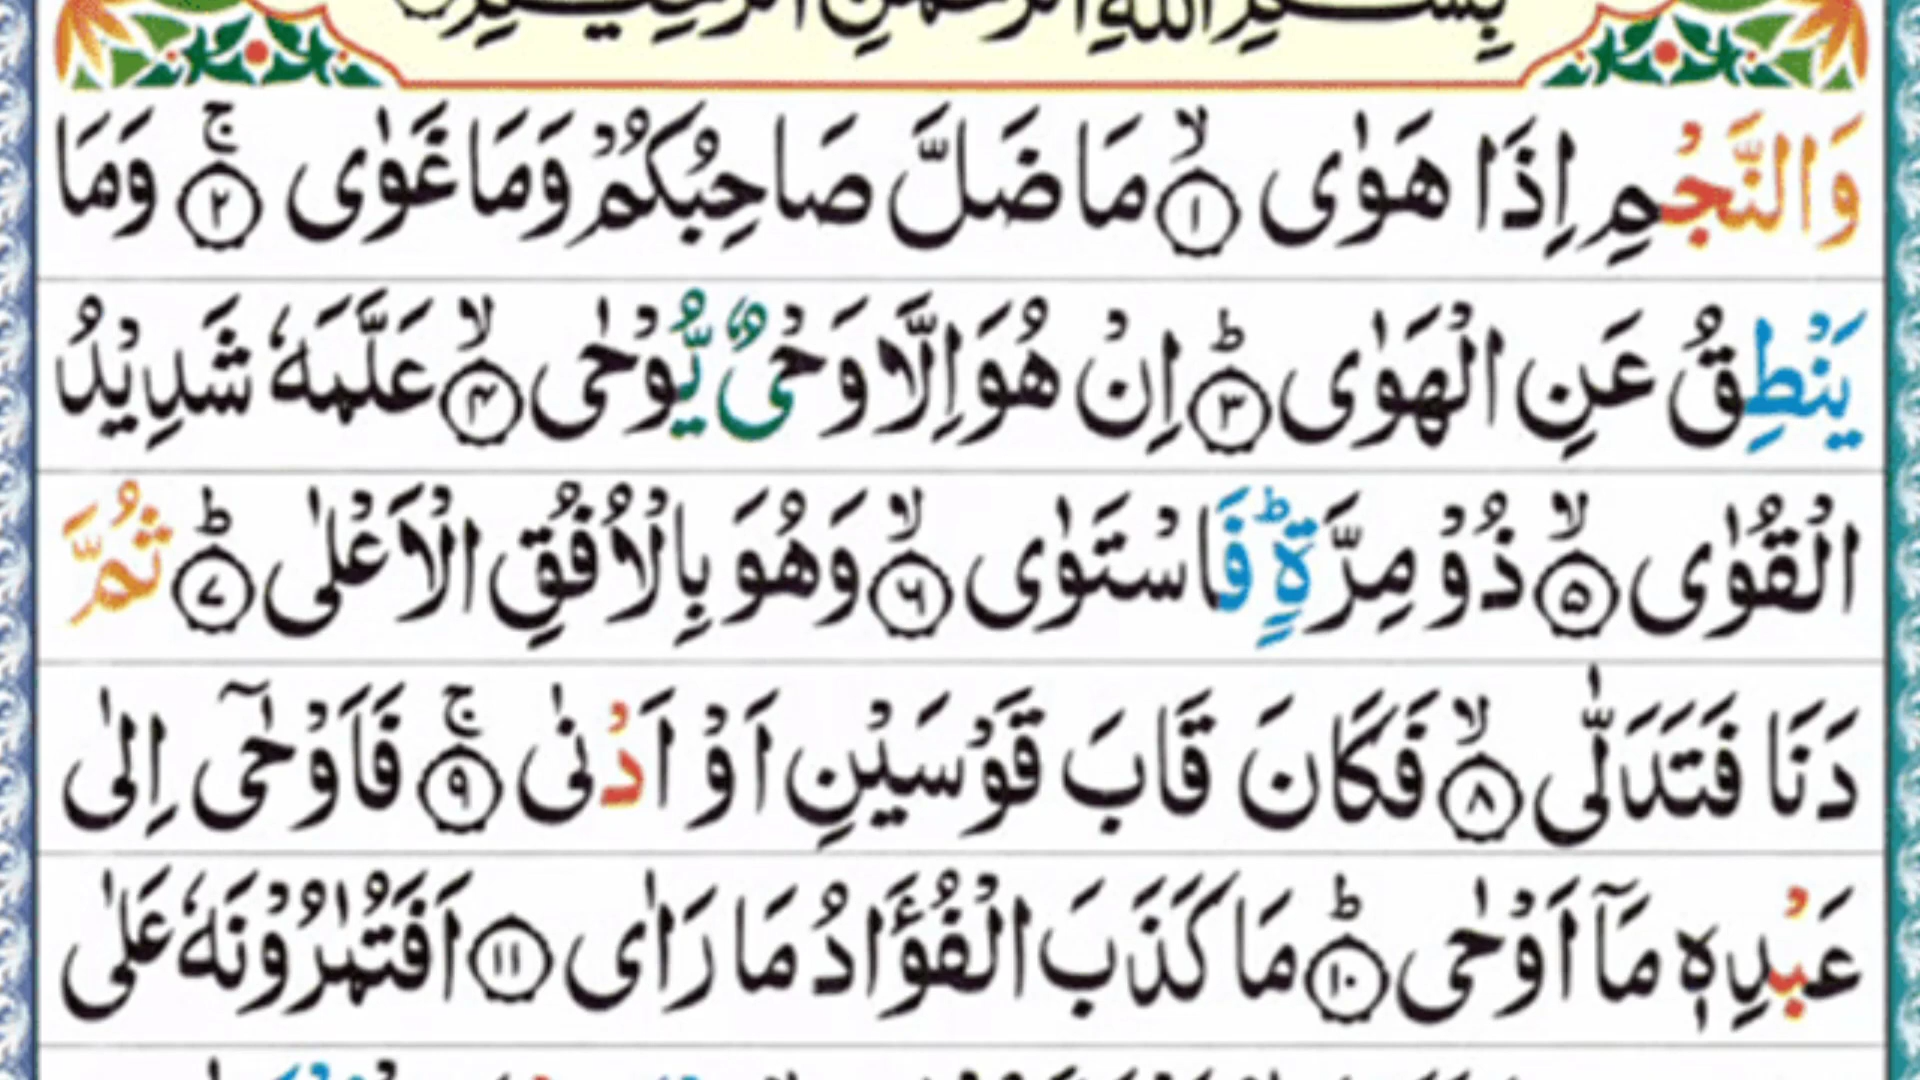 بِسْمِ اللّٰهِ الرَّحْمٰنِ الرَّحِيْمِ
وَالنَّجْمِ اِذَا هَوٰى ۙ‏﴿۱﴾ مَا ضَلَّ صَاحِبُكُمْ وَمَا غَوٰى ۚ‏﴿۲﴾ وَمَا
يَنْطِقُ عَنِ الْهَوٰى ؕ‏﴿۳﴾ اِنْ هُوَ اِلَّا وَحْىٌ يُّوْحٰى ۙ‏﴿۴﴾ عَلَّمَهٗ شَدِيْدُ
الْقُوٰى ۙ‏﴿۵﴾ ذُوْ مِرَّةٍ ؕ فَاسْتَوٰى ۙ‏﴿۶﴾ وَهُوَ بِالْاُفُقِ الْاَعْلٰى ؕ‏﴿۷﴾ ثُمَّ
دَنَا فَتَدَلّٰى ۙ‏﴿۸﴾ فَكَانَ قَابَ قَوْسَيْنِ اَوْ اَدْنٰى ۚ‏﴿۹﴾ فَاَوْحٰۤى اِلٰى
عَبْدِهٖ مَاۤ اَوْحٰى ؕ‏﴿۱۰﴾ مَا كَذَبَ الْفُؤَادُ مَا رَاٰى ﴿۱۱﴾ اَفَتُمٰرُوْنَهٗ عَلٰى